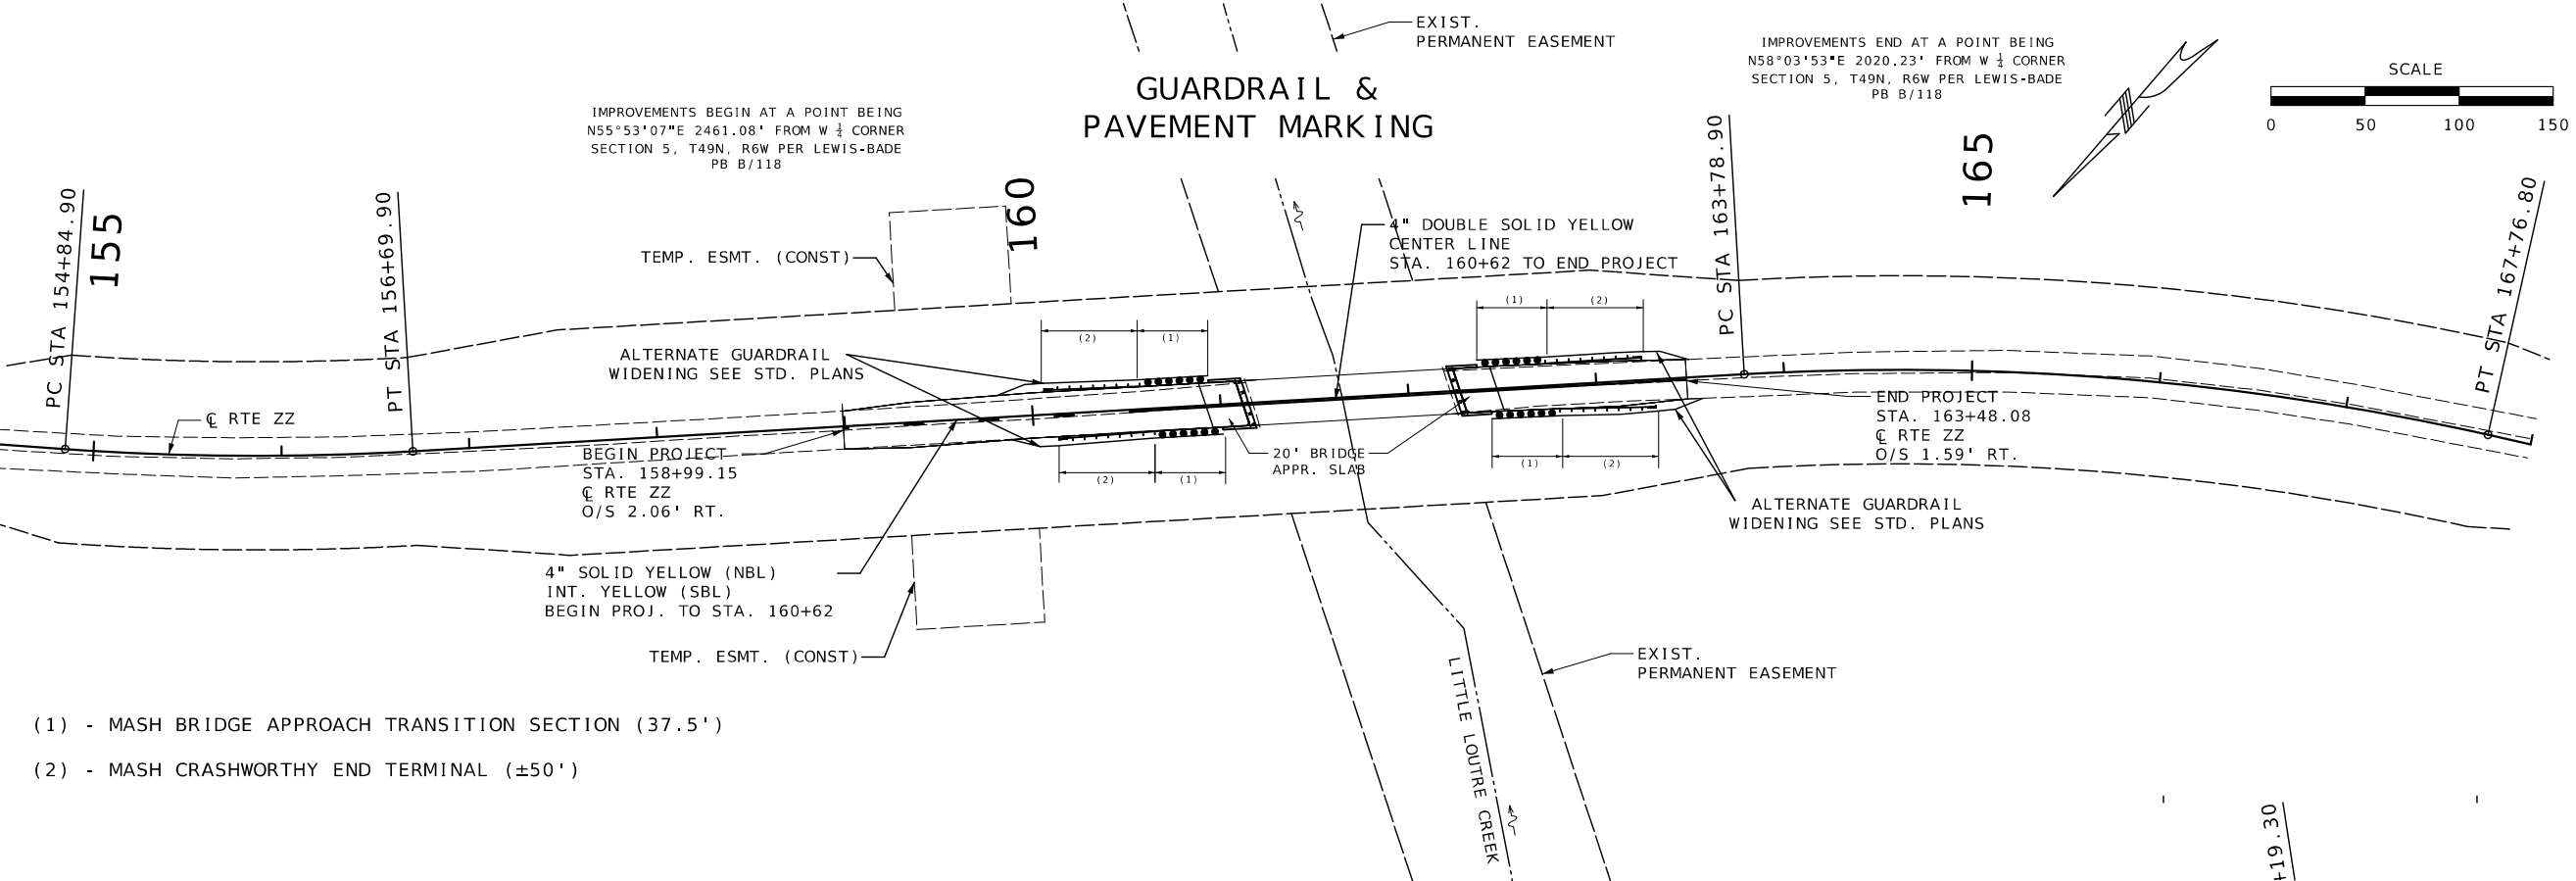 EXIST.
PERMANENT EASEMENT
IMPROVEMENTS END AT A POINT BEING
N58°03'53"E 2020.23' FROM W ¼ CORNER
SECTION 5, T49N, R6W PER LEWIS-BADE
PB B/118
SCALE
0 50 100 150
GUARDRAIL &
PAVEMENT MARKING
IMPROVEMENTS BEGIN AT A POINT BEING
N55°53'07"E 2461.08' FROM W ¼ CORNER
SECTION 5, T49N, R6W PER LEWIS-BADE
PB B/118
PC STA 154+84.90
155
PT STA 156+69.90
160
PC STA 163+78.90
165
PT STA 167+76.80
TEMP. ESMT. (CONST)
4" DOUBLE SOLID YELLOW
CENTER LINE
STA. 160+62 TO END PROJECT
(2) (1)
(1) (2)
ALTERNATE GUARDRAIL
WIDENING SEE STD. PLANS
℄ RTE ZZ
BEGIN PROJECT
STA. 158+99.15
℄ RTE ZZ
O/S 2.06' RT.
(2) (1)
20' BRIDGE
APPR. SLAB
(1) (2)
END PROJECT
STA. 163+48.08
℄ RTE ZZ
O/S 1.59' RT.
ALTERNATE GUARDRAIL
WIDENING SEE STD. PLANS
4" SOLID YELLOW (NBL)
INT. YELLOW (SBL)
BEGIN PROJ. TO STA. 160+62
TEMP. ESMT. (CONST)
EXIST.
PERMANENT EASEMENT
LITTLE LOUTRE CREEK
(1) - MASH BRIDGE APPROACH TRANSITION SECTION (37.5')
(2) - MASH CRASHWORTHY END TERMINAL (±50')
+19.30